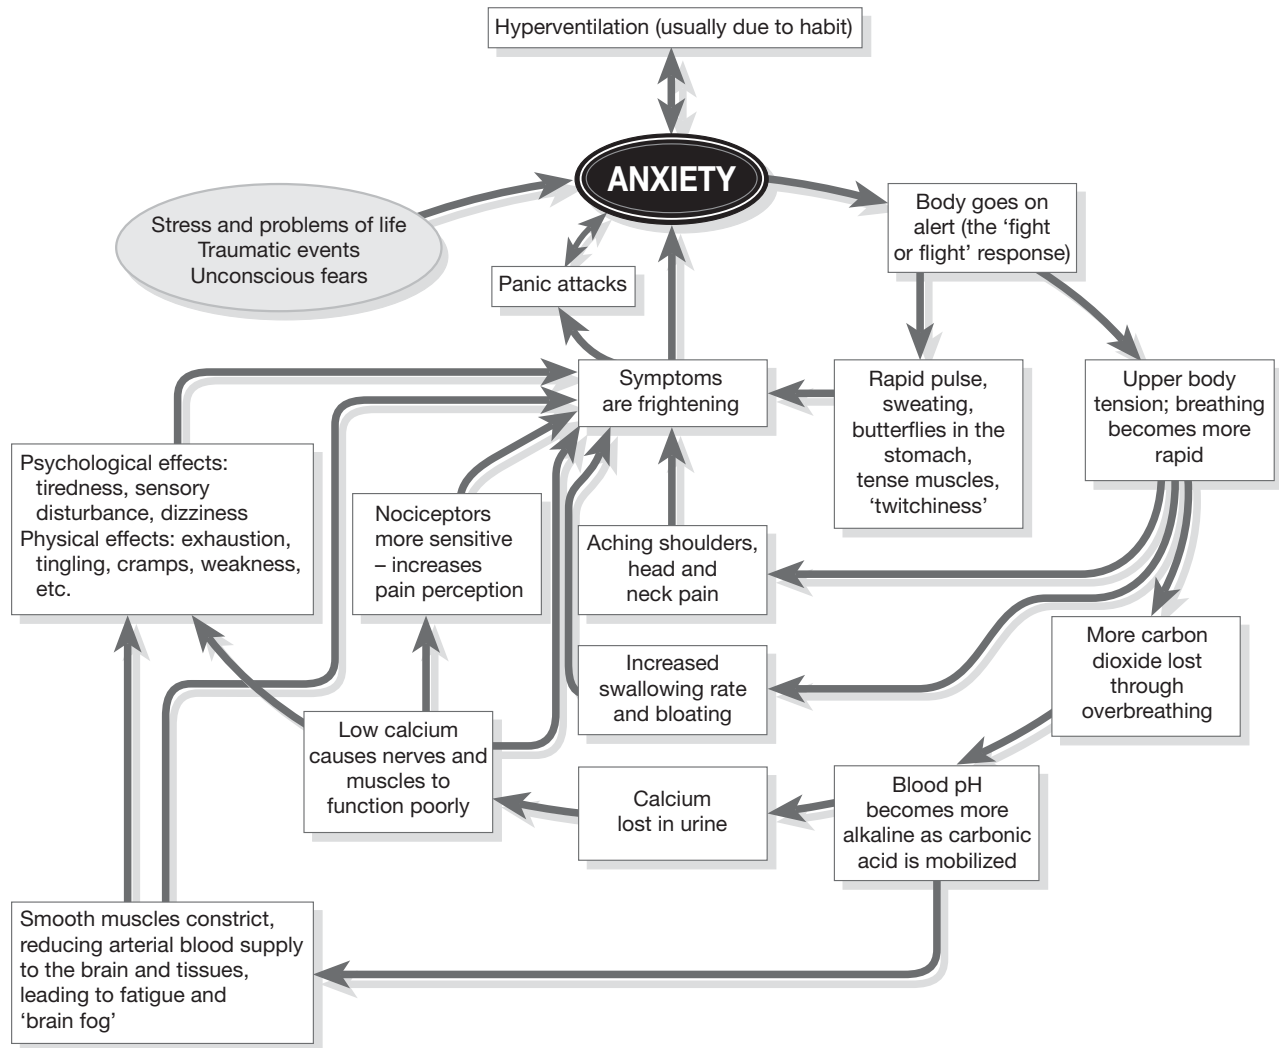 Hyperventilation (usually due to habit)
ANXIETY
Stress and problems of life
Traumatic events
Unconscious fears
Body goes on
alert (the ‘fight
or flight’ response)
Panic attacks
Symptoms
are frightening
Rapid pulse,
sweating,
butterflies in the
stomach,
tense muscles,
‘twitchiness’
Upper body
tension; breathing
becomes more
rapid
Psychological effects:
tiredness, sensory
disturbance, dizziness
Physical effects: exhaustion,
tingling, cramps, weakness,
etc.
Nociceptors
more sensitive
– increases
pain perception
Aching shoulders,
head and
neck pain
Increased
swallowing rate
and bloating
More carbon
dioxide lost
through
overbreathing
Low calcium
causes nerves and
muscles to
function poorly
Calcium
lost in urine
Blood pH
becomes more
alkaline as carbonic
acid is mobilized
Smooth muscles constrict,
reducing arterial blood supply
to the brain and tissues,
leading to fatigue and
‘brain fog’